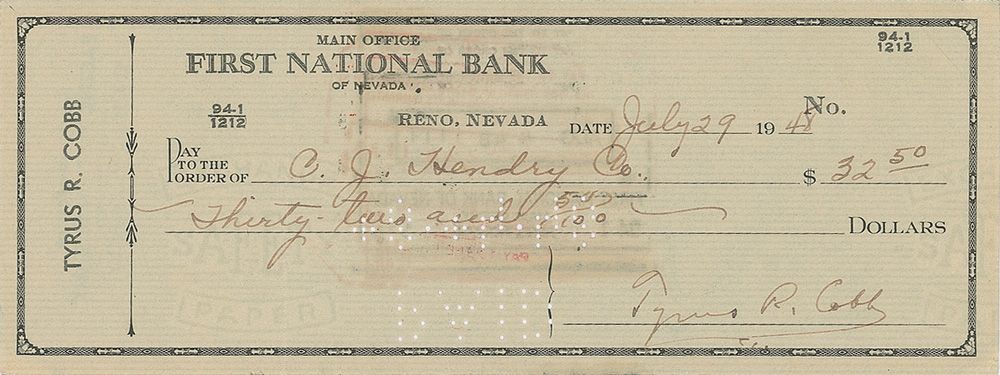 MAIN OFFICE
FIRST NATIONAL BANK
OF NEVADA
94-1
1212
94-1
1212
RENO, NEVADA
No.
DATE July 29 1948
PAY TO THE ORDER OF C. J. Hendry Co., $ 32 50
Thirty-two and 50/100 DOLLARS
Tyrus R. Cobb
TYRUS R. COBB
PAPER